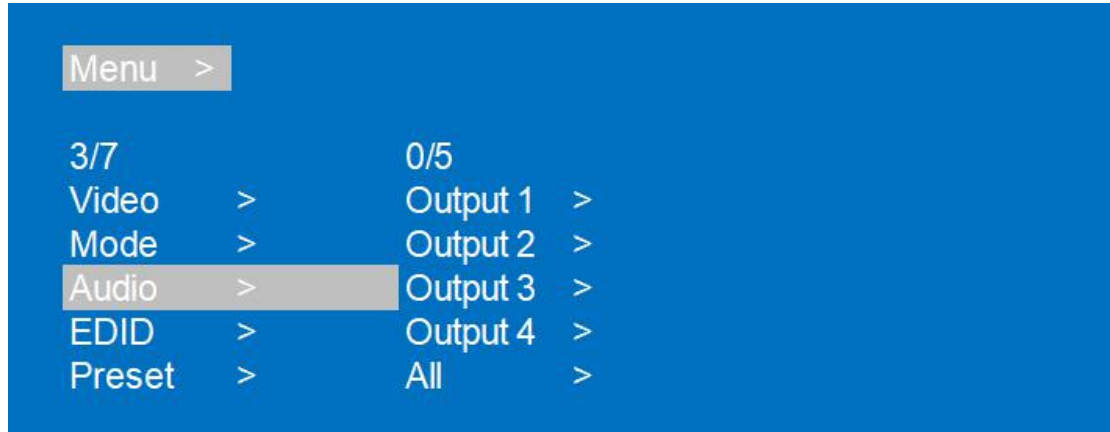 Menu >
3/7 0/5
Video > Output 1 >
Mode > Output 2 >
Audio > Output 3 >
EDID > Output 4 >
Preset > All >